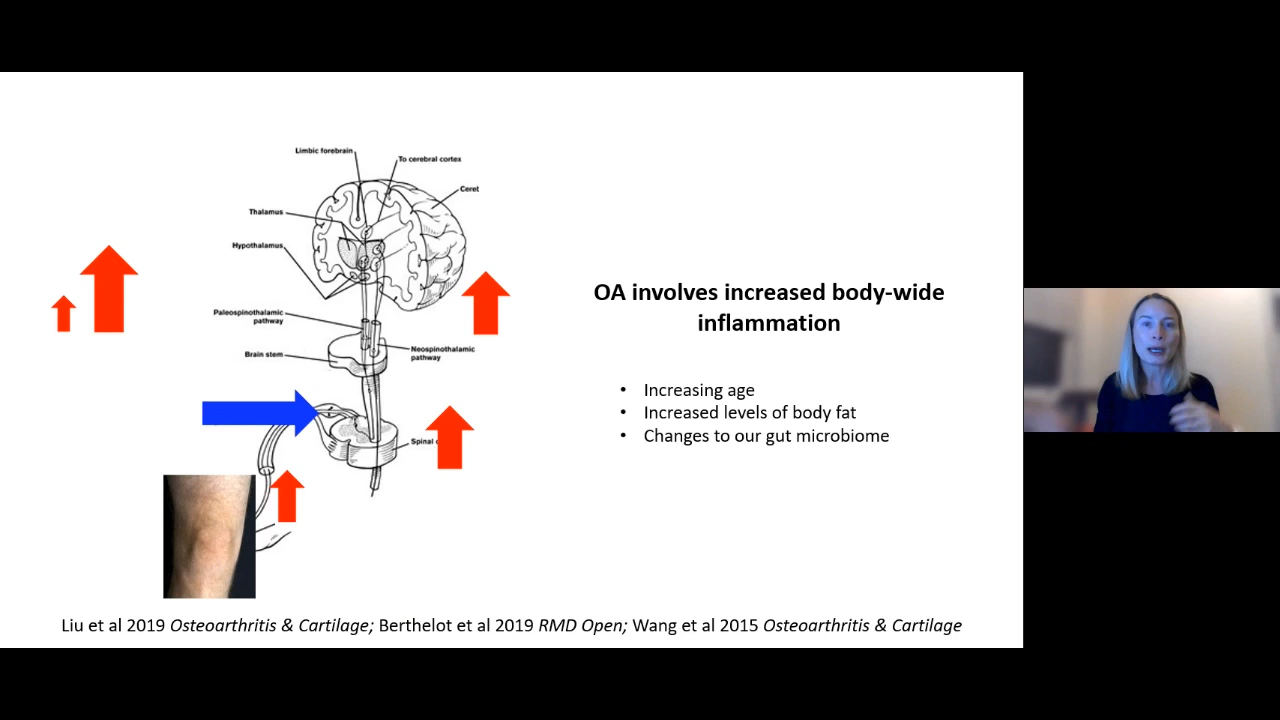 Limbic forebrain
To cerebral cortex
Ceret
Thalamus
Hypothalamus
Paleospinothalamic
pathway
Neospinothalamic
pathway
Brain stem
Spinal
OA involves increased body-wide
inflammation
• Increasing age
• Increased levels of body fat
• Changes to our gut microbiome
Liu et al 2019 Osteoarthritis & Cartilage; Berthelot et al 2019 RMD Open; Wang et al 2015 Osteoarthritis & Cartilage